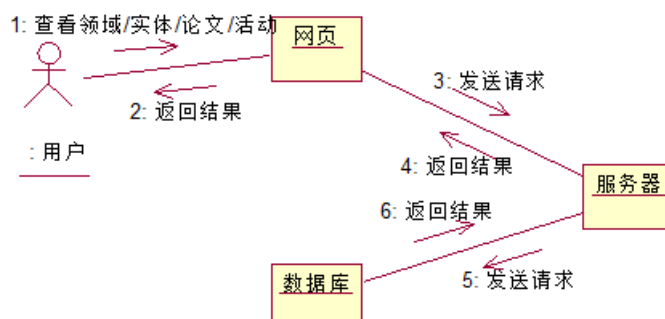 1: 查看领域/实体/论文/活动
网页
3: 发送请求
2: 返回结果
: 用户
4: 返回结果
服务器
6: 返回结果
数据库
5: 发送请求